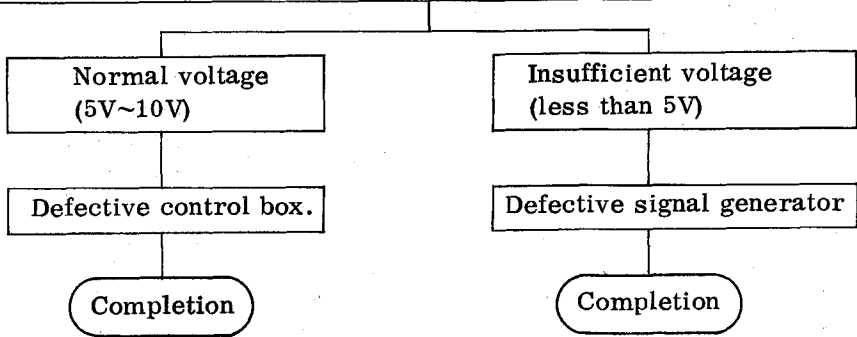 Normal voltage
(5V~10V)
Insufficient voltage
(less than 5V)
Defective control box.
Defective signal generator
Completion
Completion